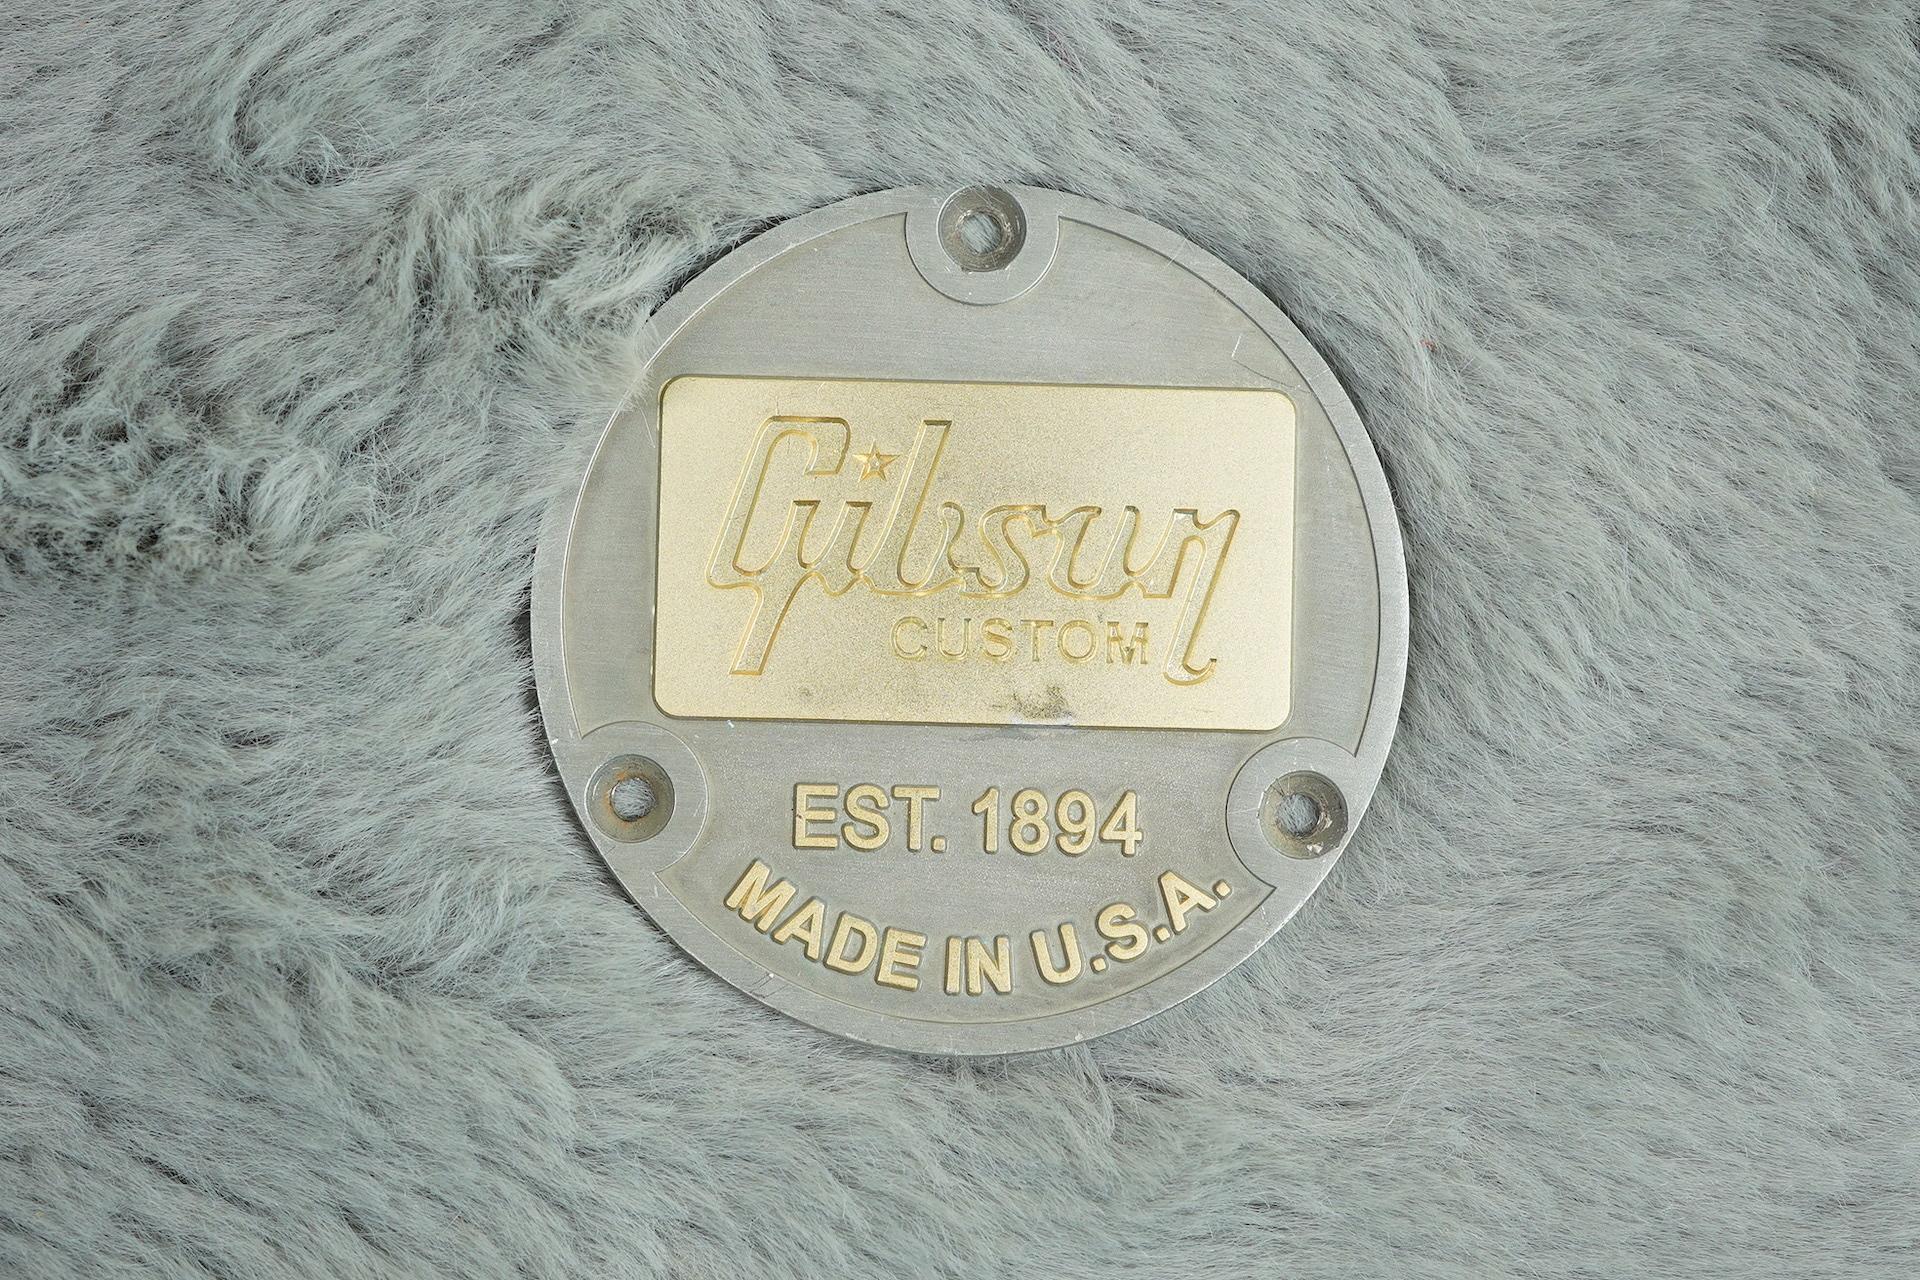 Gibson
CUSTOM
EST. 1894
MADE IN U.S.A.